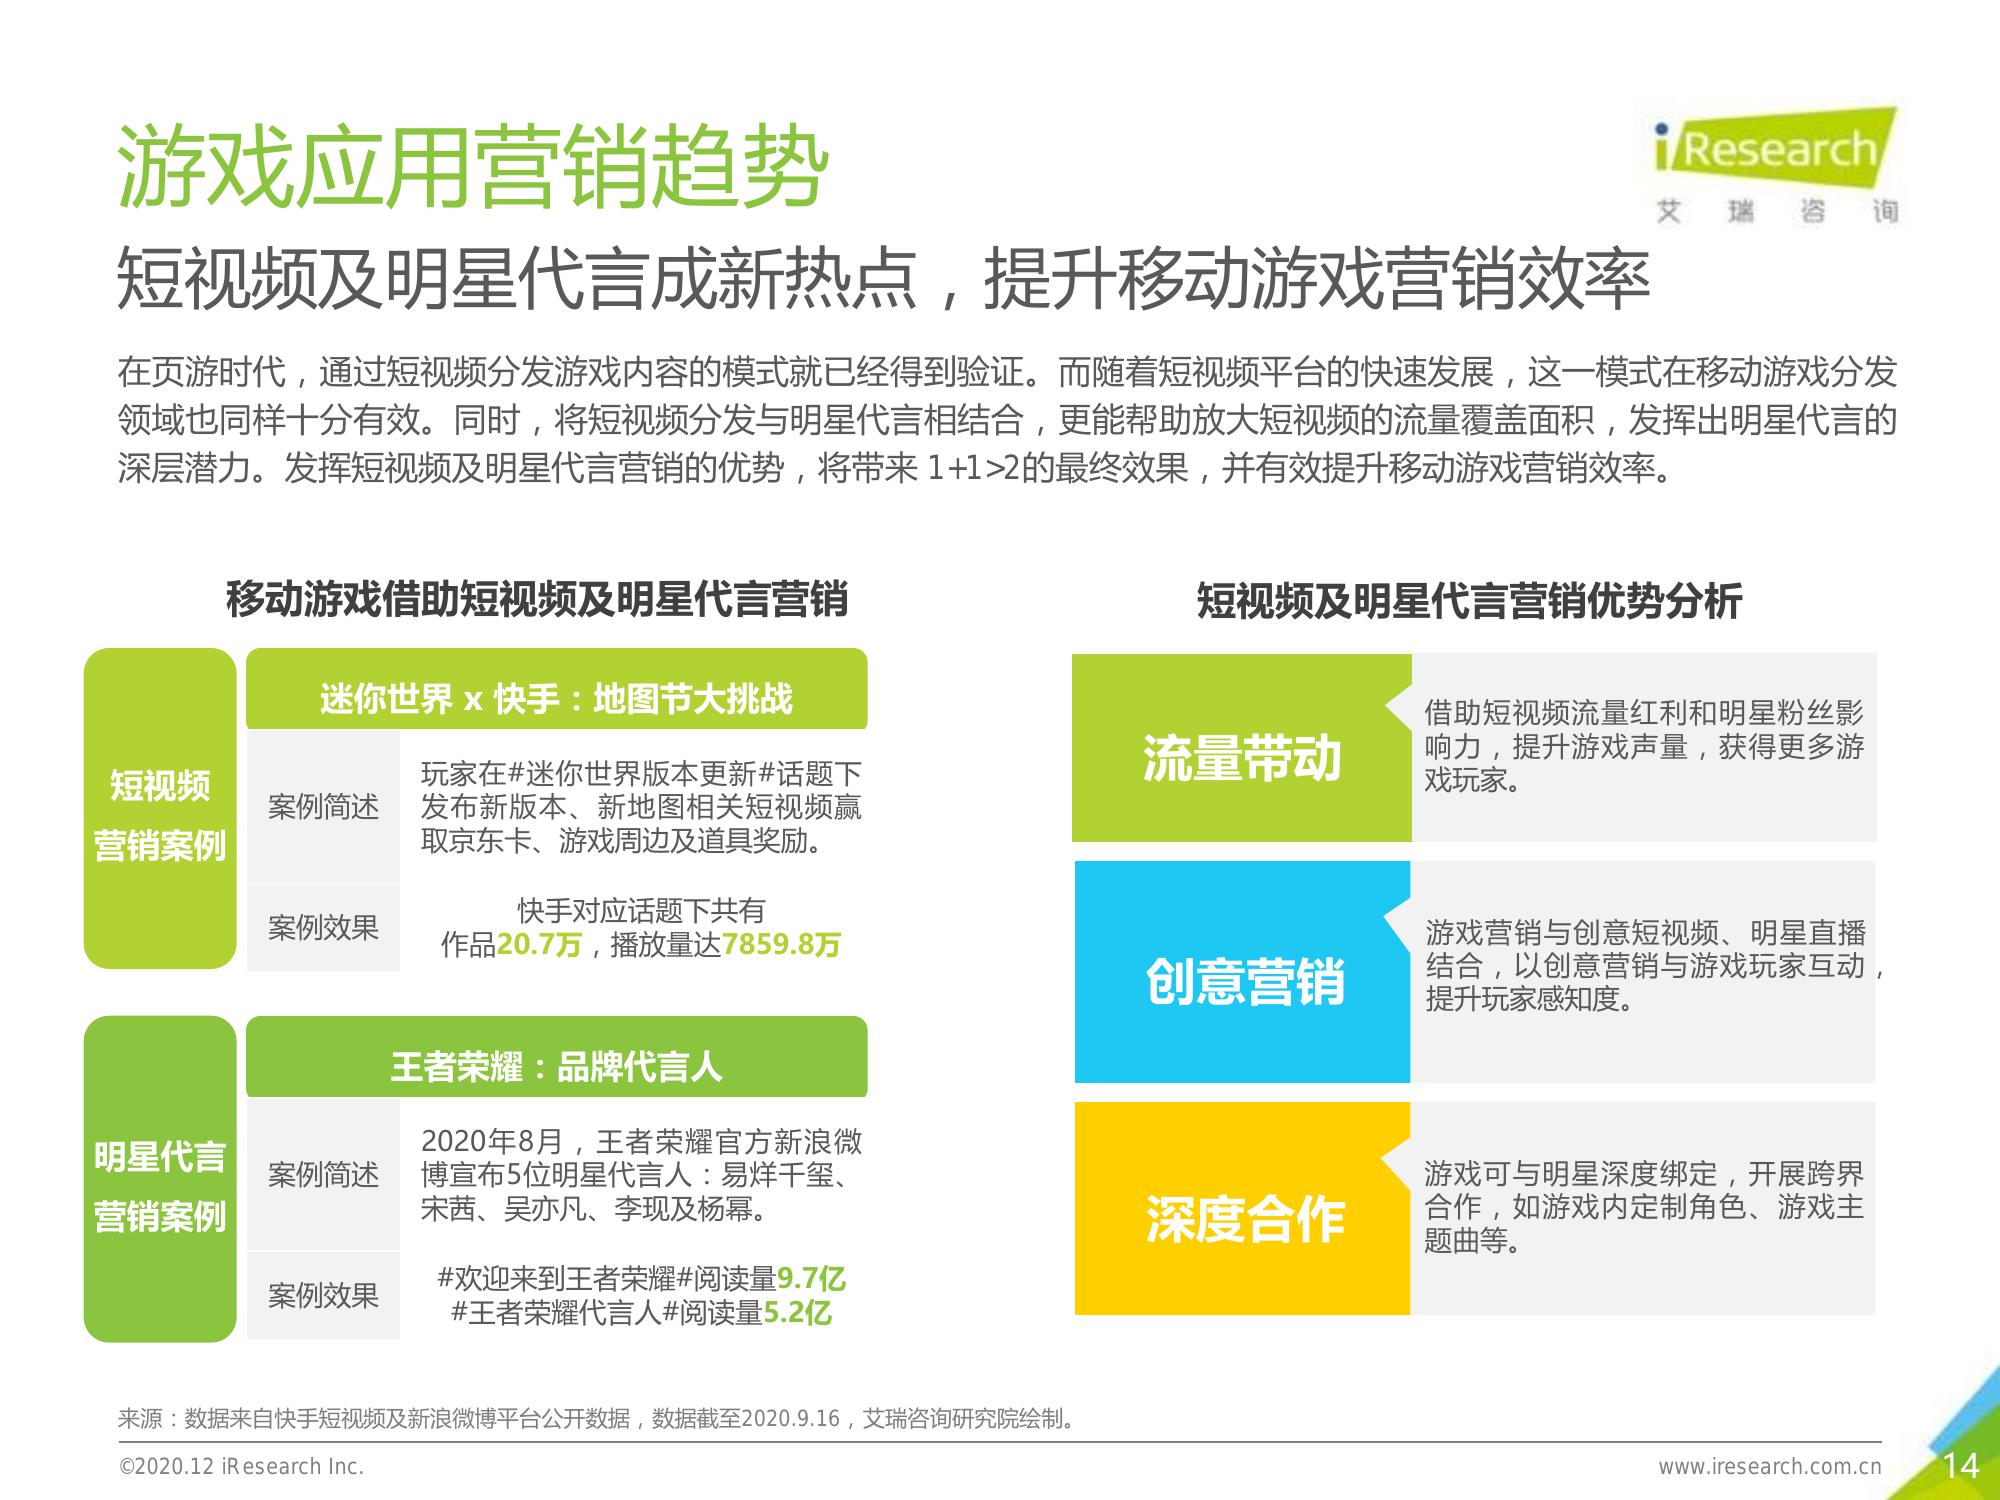 游戏应用营销趋势
iResearch
艾瑞咨询
短视频及明星代言成新热点，提升移动游戏营销效率
在页游时代，通过短视频分发游戏内容的模式就已经得到验证。而随着短视频平台的快速发展，这一模式在移动游戏分发
领域也同样十分有效。同时，将短视频分发与明星代言相结合，更能帮助放大短视频的流量覆盖面积，发挥出明星代言的
深层潜力。发挥短视频及明星代言营销的优势，将带来 1+1>2的最终效果，并有效提升移动游戏营销效率。
移动游戏借助短视频及明星代言营销
短视频
营销案例
迷你世界 x 快手：地图节大挑战
案例简述
玩家在#迷你世界版本更新#话题下
发布新版本、新地图相关短视频赢
取京东卡、游戏周边及道具奖励。
案例效果
快手对应话题下共有
作品20.7万，播放量达7859.8万
明星代言
营销案例
王者荣耀：品牌代言人
案例简述
2020年8月，王者荣耀官方新浪微
博宣布5位明星代言人：易烊千玺、
宋茜、吴亦凡、李现及杨幂。
案例效果
#欢迎来到王者荣耀#阅读量9.7亿
#王者荣耀代言人#阅读量5.2亿
短视频及明星代言营销优势分析
流量带动
借助短视频流量红利和明星粉丝影
响力，提升游戏声量，获得更多游
戏玩家。
创意营销
游戏营销与创意短视频、明星直播
结合，以创意营销与游戏玩家互动，
提升玩家感知度。
深度合作
游戏可与明星深度绑定，开展跨界
合作，如游戏内定制角色、游戏主
题曲等。
来源：数据来自快手短视频及新浪微博平台公开数据，数据截至2020.9.16，艾瑞咨询研究院绘制。
©2020.12 iResearch Inc.
www.iresearch.com.cn
14